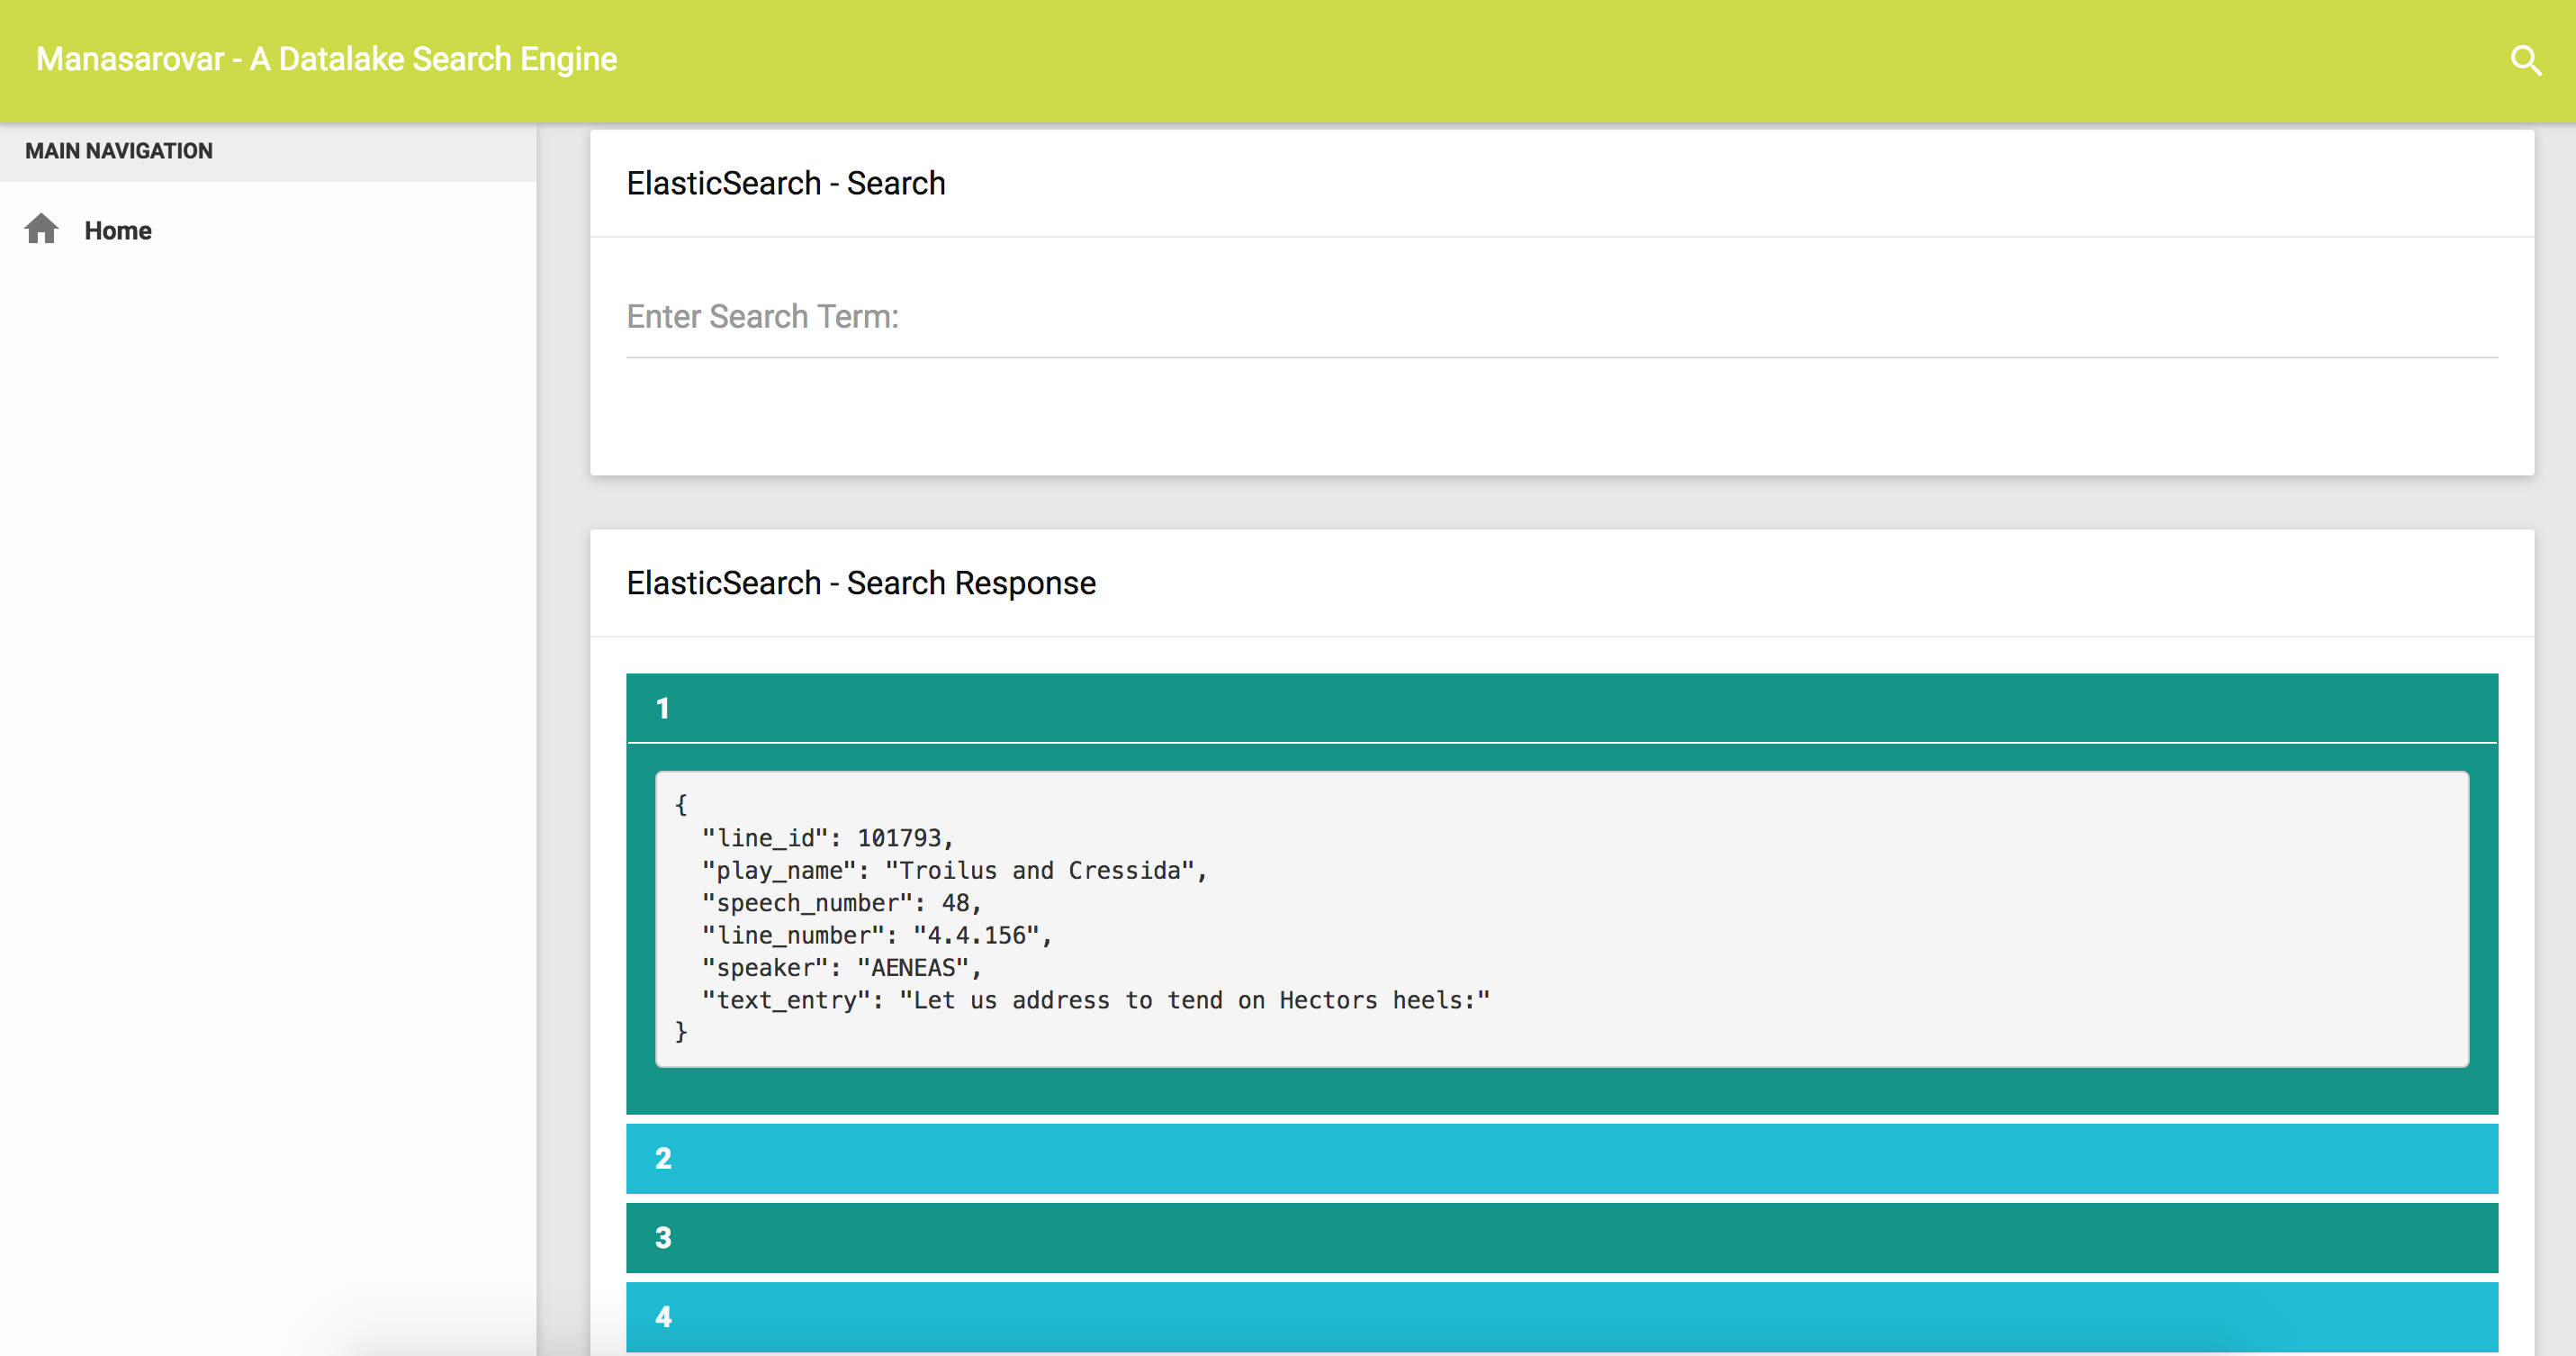 Manasarovar - A Datalake Search Engine
MAIN NAVIGATION
Home
ElasticSearch - Search
Enter Search Term:
ElasticSearch - Search Response
1
{
  "line_id": 101793,
  "play_name": "Troilus and Cressida",
  "speech_number": 48,
  "line_number": "4.4.156",
  "speaker": "AENEAS",
  "text_entry": "Let us address to tend on Hectors heels:"
}
2
3
4